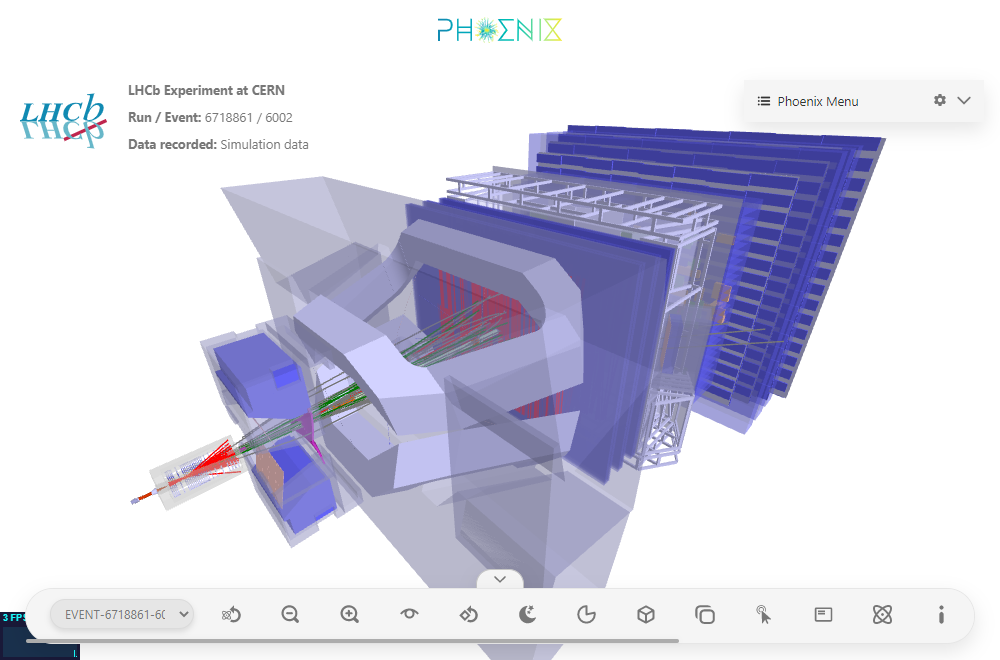 PHOENIX
LHCb
LHCb Experiment at CERN
Run / Event: 6718861 / 6002
Data recorded: Simulation data
Phoenix Menu
3 FPS
EVENT-6718861-60